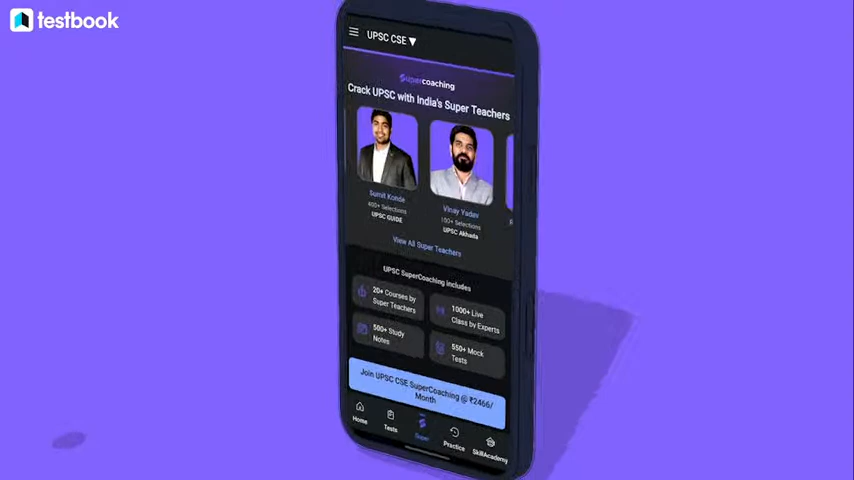 testbook
UPSC CSE ▼
Supercoaching
Crack UPSC with India's Super Teachers
Sumit Konde
400+ Selections
UPSC GUIDE
Vinay Yadav
100+ Selections
UPSC Akhada
View All Super Teachers
UPSC SuperCoaching includes
20+ Courses by
Super Teachers
1000+ Live
Class by Experts
500+ Study
Notes
550+ Mock
Tests
Join UPSC CSE SuperCoaching @ ₹2466/
Month
Home
Tests
Super
Practice
SkillAcademy